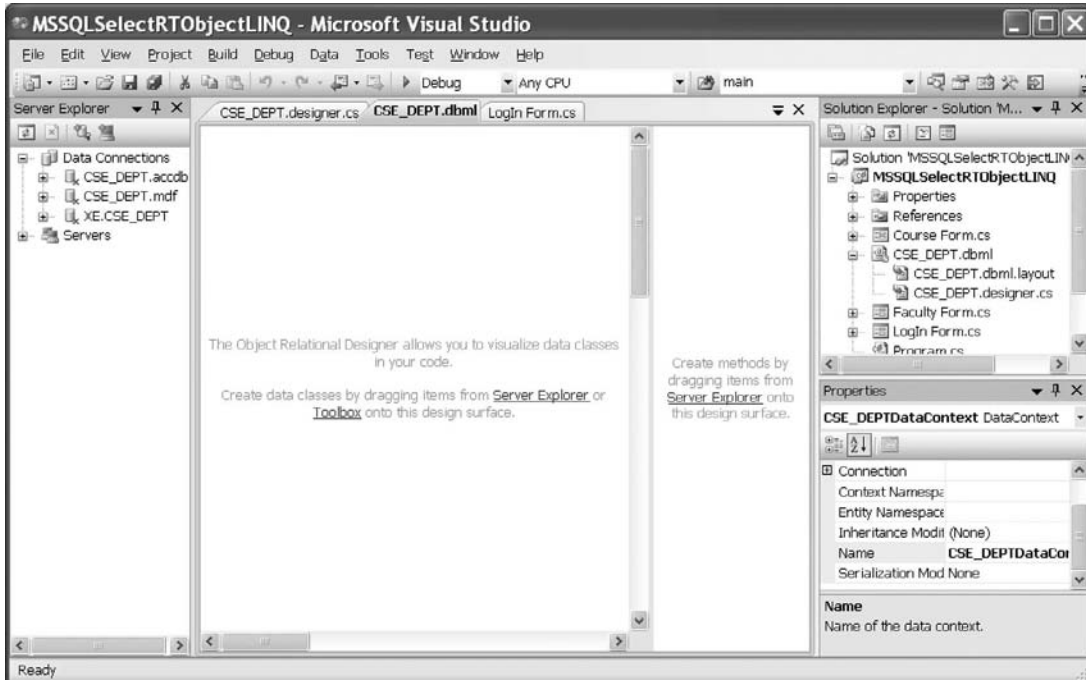 MSSQLSelectRTObjectLINQ - Microsoft Visual Studio
File Edit View Project Build Debug Data Tools Test Window Help
Debug Any CPU main
Server Explorer
Data Connections
CSE_DEPT.accdb
CSE_DEPT.mdf
XE.CSE_DEPT
Servers
CSE_DEPT.designer.cs CSE_DEPT.dbml LogIn Form.cs
The Object Relational Designer allows you to visualize data classes
in your code.
Create data classes by dragging items from Server Explorer or
Toolbox onto this design surface.
Create methods by
dragging items from
Server Explorer onto
this design surface.
Solution Explorer - Solution 'M...
Solution 'MSSQLSelectRTObjectLIN
MSSQLSelectRTObjectLINQ
Properties
References
Course Form.cs
CSE_DEPT.dbml
CSE_DEPT.dbml.layout
CSE_DEPT.designer.cs
Faculty Form.cs
LogIn Form.cs
Program.cs
Properties
CSE_DEPTDataContext DataContext
Connection
Context Namespa
Entity Namespace
Inheritance Modif (None)
Name CSE_DEPTDataCor
Serialization Mod None
Name
Name of the data context.
Ready